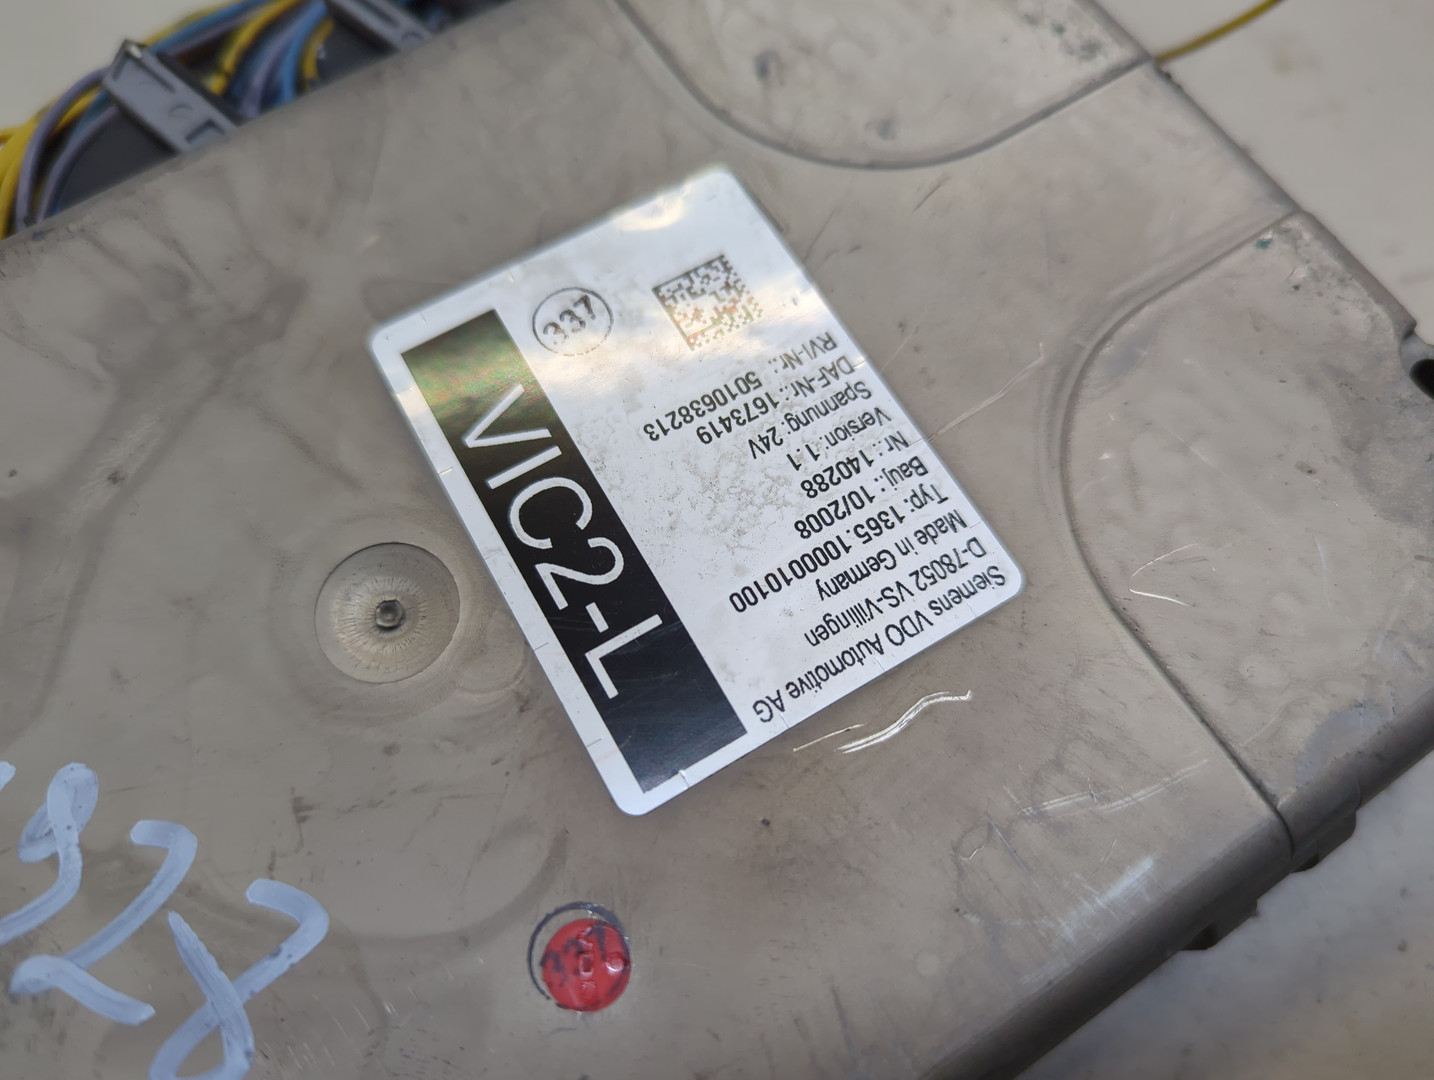 Siemens VDO Automotive AG
D-78052 VS-Villingen
Made in Germany
Typ: 1365.1000010100
Bauj.: 10/2008
Nr.: 140288
Version: 1.1
Spannung: 24V
DAF-Nr.: 1673419
RVI-Nr.: 5010638213
337
VIC2-L
337